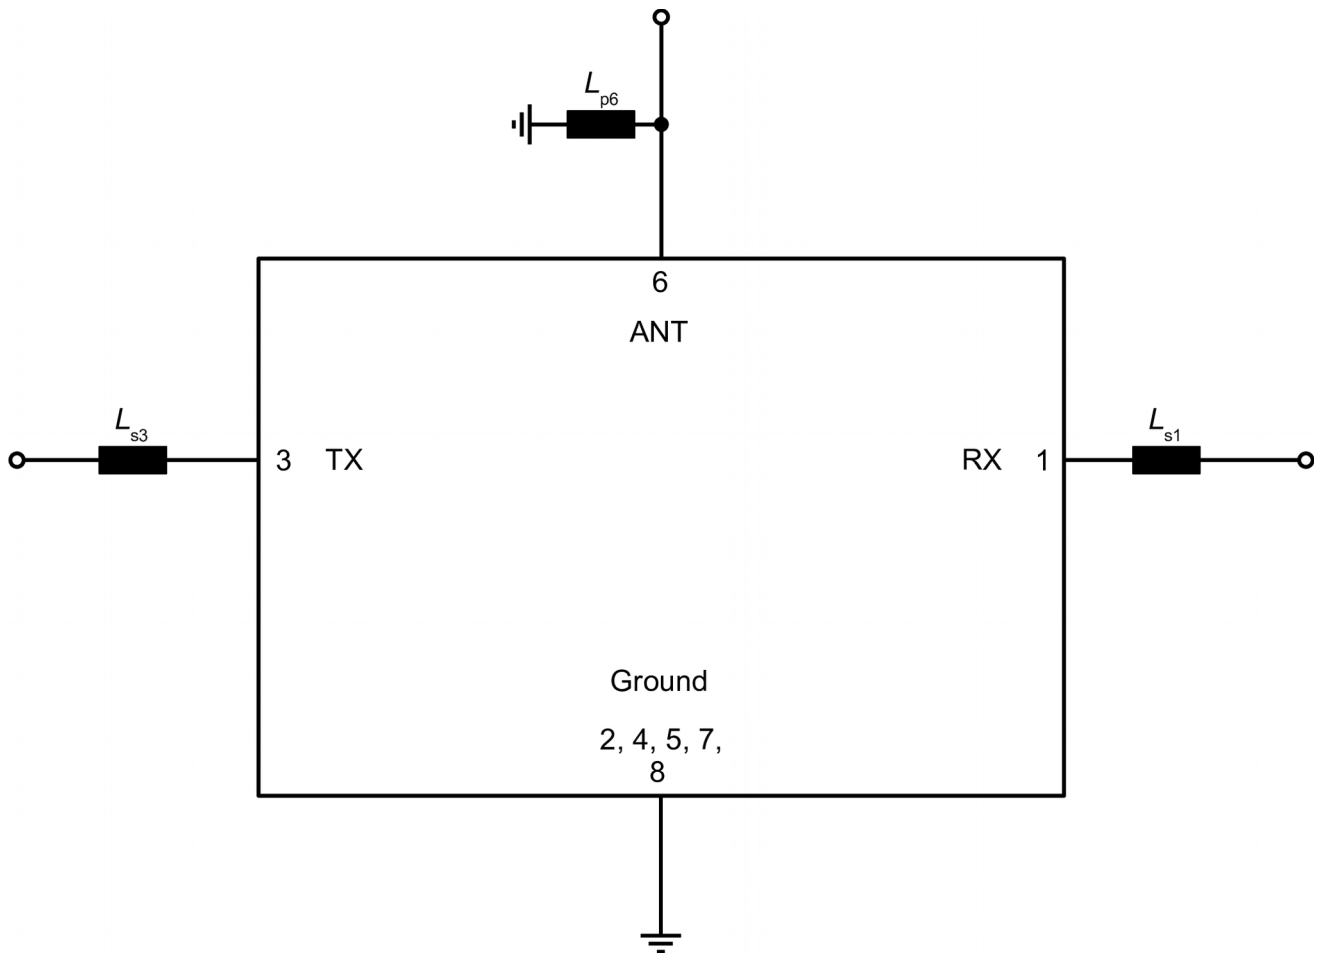 Lp6
6
ANT
Ls3
Ls1
3 TX
RX 1
Ground
2, 4, 5, 7,
8